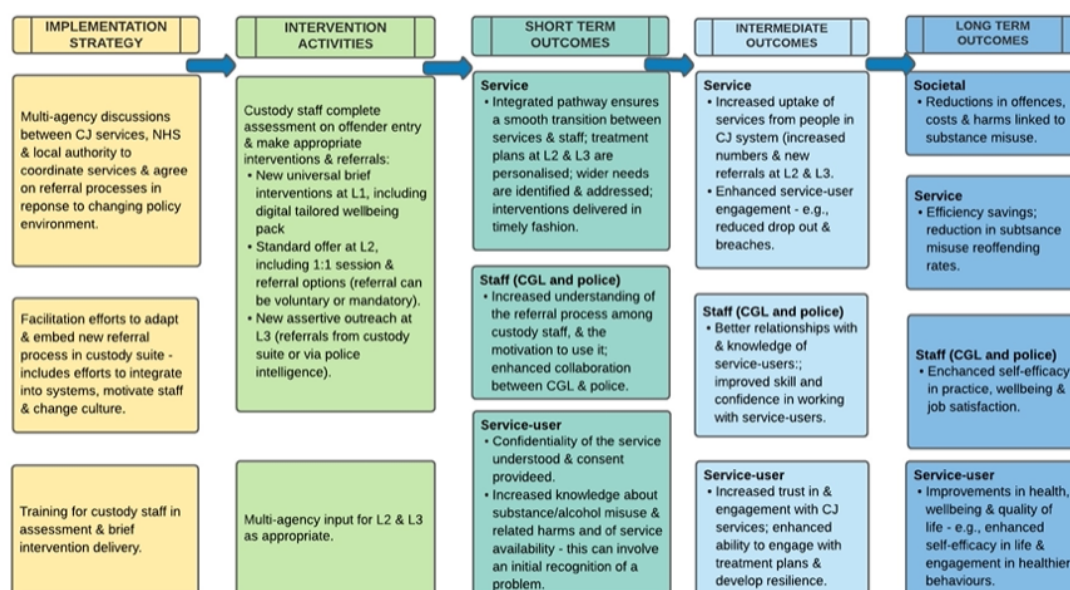 IMPLEMENTATION
STRATEGY
Multi-agency discussions
between CJ services, NHS
& local authority to
coordinate services & agree
on referral processes in
reponse to changing policy
environment.
Facilitation efforts to adapt
& embed new referral
process in custody suite -
includes efforts to integrate
into systems, motivate staff
& change culture.
Training for custody staff in
assessment & brief
intervention delivery.
INTERVENTION
ACTIVITIES
Custody staff complete
assessment on offender entry
& make appropriate
interventions & referrals:
• New universal brief
interventions at L1, including
digital tailored wellbeing
pack
• Standard offer at L2,
including 1:1 session &
referral options (referral can
be voluntary or mandatory).
• New assertive outreach at
L3 (referrals from custody
suite or via police
intelligence).
Multi-agency input for L2 & L3
as appropriate.
SHORT TERM
OUTCOMES
Service
• Integrated pathway ensures
a smooth transition between
services & staff; treatment
plans at L2 & L3 are
personalised; wider needs
are identified & addressed;
interventions delivered in
timely fashion.
Staff (CGL and police)
• Increased understanding of
the referral process among
custody staff, & the
motivation to use it;
enhanced collaboration
between CGL & police.
Service-user
• Confidentiality of the service
understood & consent
provideed.
• Increased knowledge about
substance/alcohol misuse &
related harms and of service
availability - this can involve
an initial recognition of a
problem.
INTERMEDIATE
OUTCOMES
Service
• Increased uptake of
services from people in
CJ system (increased
numbers & new
referrals at L2 & L3.
• Enhanced service-user
engagement - e.g.,
reduced drop out &
breaches.
Staff (CGL and police)
• Better relationships with
& knowledge of
service-users:;
improved skill and
confidence in working
with service-users.
Service-user
• Increased trust in &
engagement with CJ
services; enhanced
ability to engage with
treatment plans &
develop resilience.
LONG TERM
OUTCOMES
Societal
• Reductions in offences,
costs & harms linked to
substance misuse.
Service
• Efficiency savings;
reduction in subtsance
misuse reoffending
rates.
Staff (CGL and police)
• Enchanced self-efficacy
in practice, wellbeing &
job satisfaction.
Service-user
• Improvements in health,
wellbeing & quality of
life - e.g., enhanced
self-efficacy in life &
engagement in healthier
behaviours.